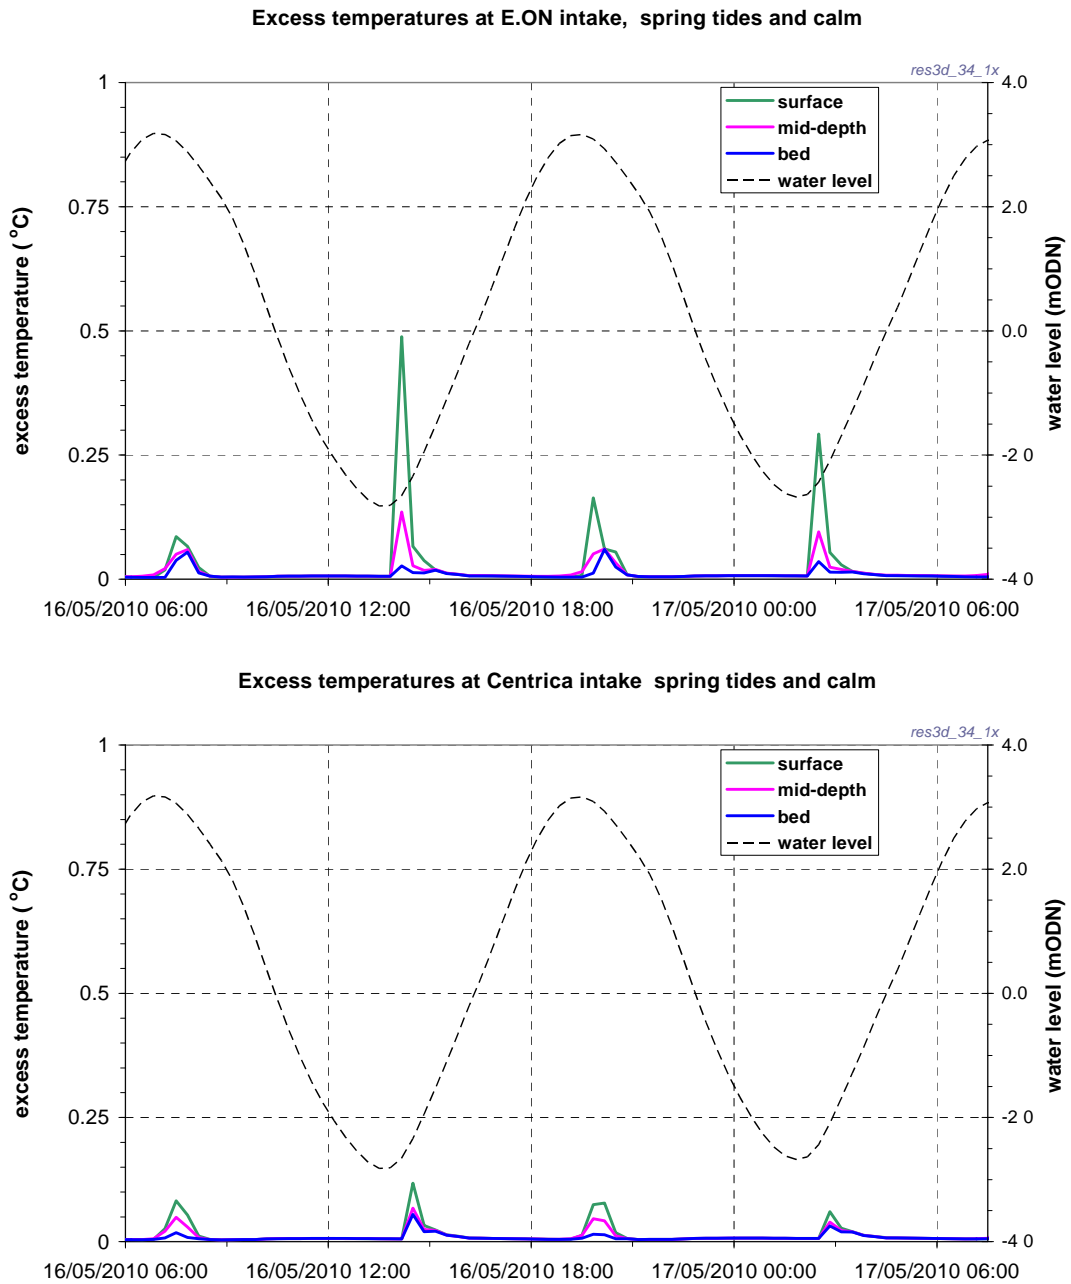 Excess temperatures at E.ON intake, spring tides and calm
res3d_34_1x
1
0.75
0.5
0.25
0
excess temperature ( °C)
4.0
2.0
0.0
-2 0
-4 0
water level (mODN)
surface
mid-depth
bed
water level
16/05/2010 06:00 16/05/2010 12:00 16/05/2010 18:00 17/05/2010 00:00 17/05/2010 06:00
Excess temperatures at Centrica intake spring tides and calm
res3d_34_1x
1
0.75
0.5
0.25
0
excess temperature ( °C)
4.0
2.0
0.0
-2 0
-4 0
water level (mODN)
surface
mid-depth
bed
water level
16/05/2010 06:00 16/05/2010 12:00 16/05/2010 18:00 17/05/2010 00:00 17/05/2010 06:00